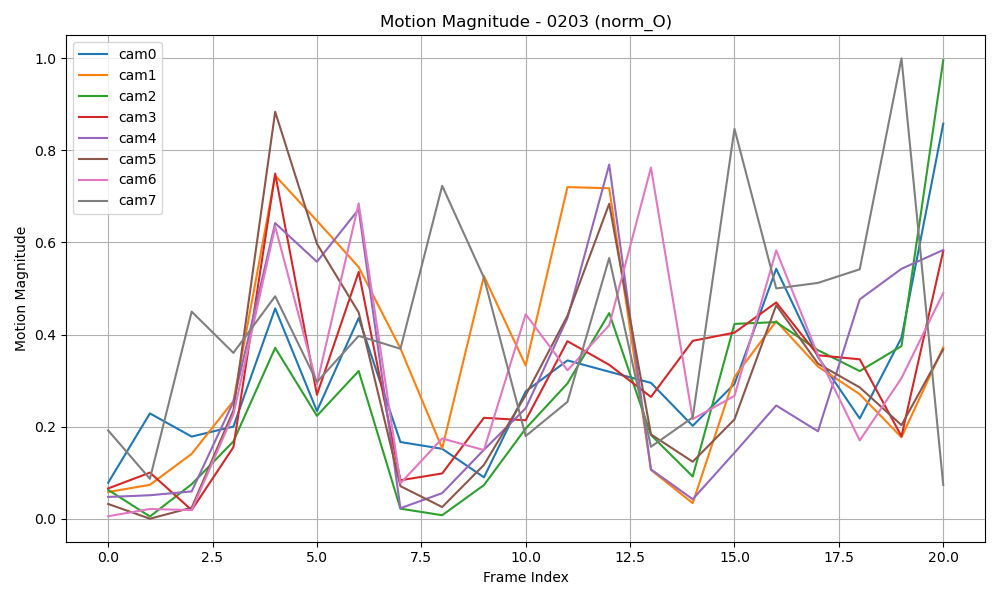 Motion Magnitude - 0203 (norm_O)
cam0
cam1
cam2
cam3
cam4
cam5
cam6
cam7
Motion Magnitude
1.0
0.8
0.6
0.4
0.2
0.0
0.0 2.5 5.0 7.5 10.0 12.5 15.0 17.5 20.0
Frame Index